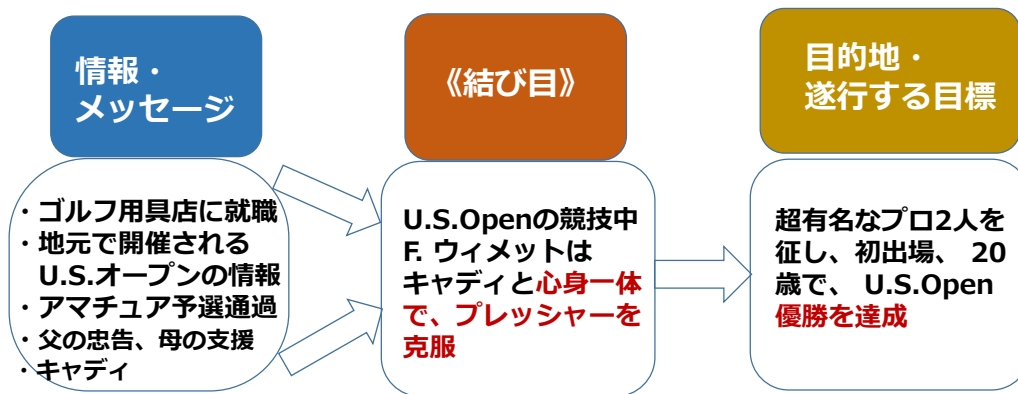 情報・
メッセージ
・ゴルフ用具店に就職
・地元で開催される
U.S.オープンの情報
・アマチュア予選通過
・父の忠告、母の支援
・キャディ
《結び目》
U.S.Openの競技中
F. ウィメットは
キャディと心身一体
で、プレッシャーを
克服
目的地・
遂行する目標
超有名なプロ2人を
征し、初出場、 20
歳で、 U.S.Open
優勝を達成